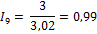 I₉ = 3/3,02 = 0,99